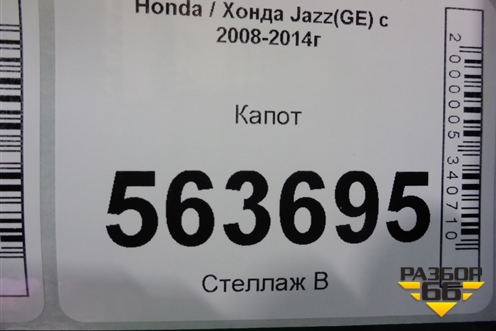 Honda / Хонда Jazz(GE) с
2008-2014г
Капот
563695
Стеллаж В
2000005340710
РАЗБОР
66